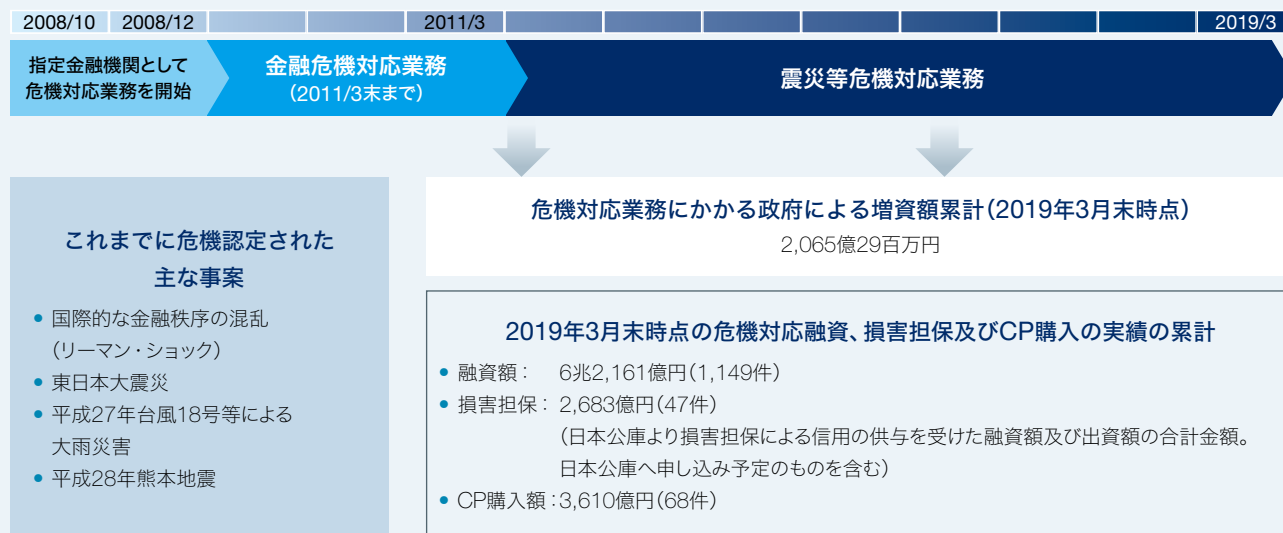 2008/10 2008/12 2011/3 2019/3
指定金融機関として
危機対応業務を開始
金融危機対応業務
（2011/3末まで）
震災等危機対応業務
これまでに危機認定された
主な事案
• 国際的な金融秩序の混乱
（リーマン・ショック）
• 東日本大震災
• 平成27年台風18号等による
大雨災害
• 平成28年熊本地震
危機対応業務にかかる政府による増資額累計（2019年3月末時点）
2,065億29百万円
2019年3月末時点の危機対応融資、損害担保及びCP購入の実績の累計
• 融資額： 6兆2,161億円（1,149件）
• 損害担保： 2,683億円（47件）
（日本公庫より損害担保による信用の供与を受けた融資額及び出資額の合計金額。
日本公庫へ申し込み予定のものを含む）
• CP購入額：3,610億円（68件）